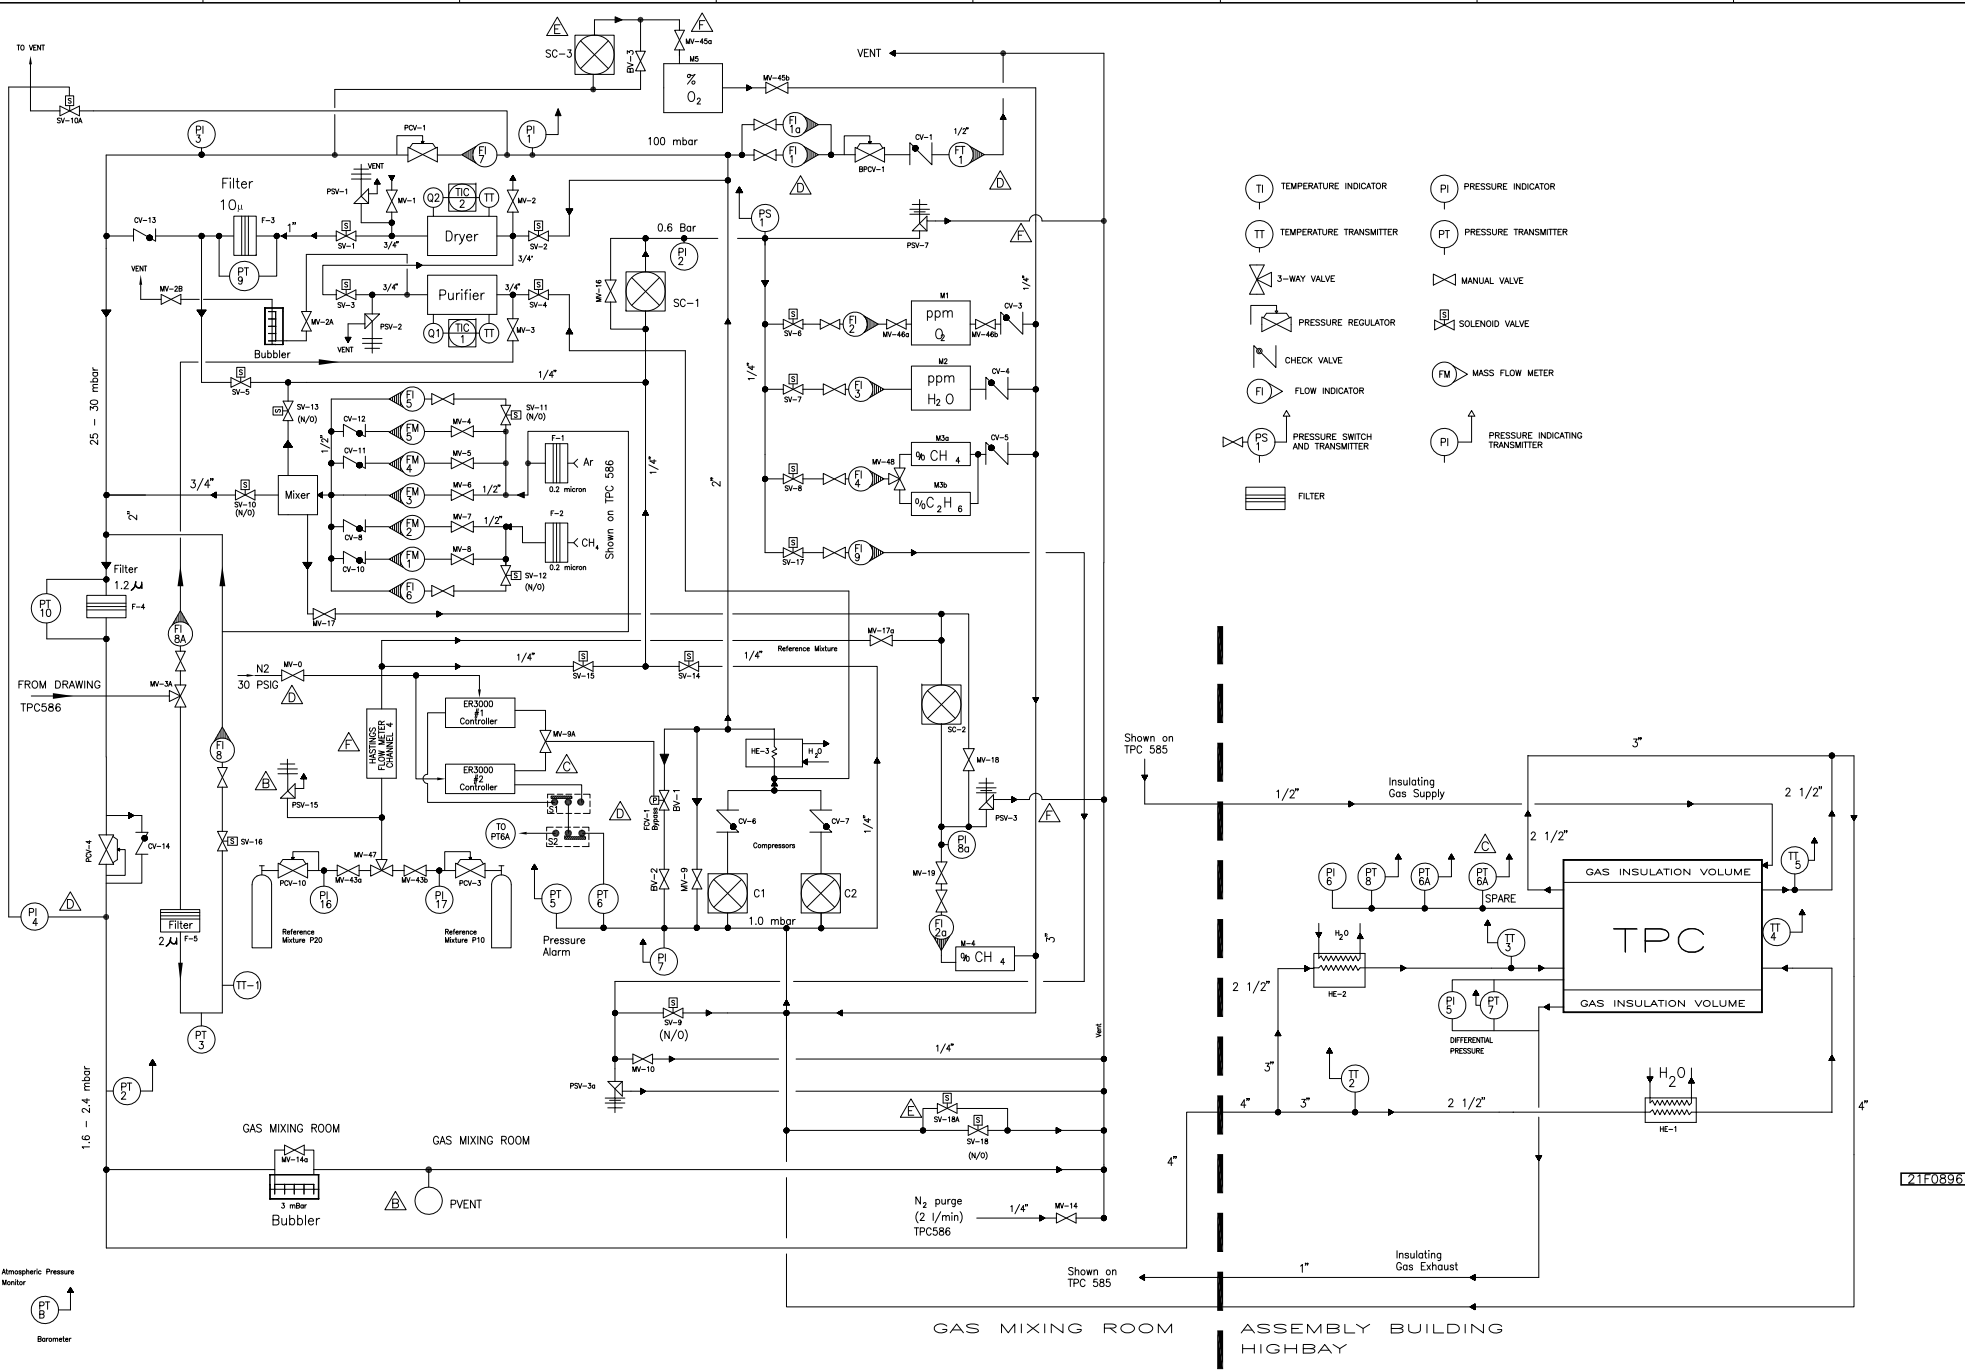 TO VENT
SV-10A
PI 3
PCV-1
FI 7
PI 1
100 mbar
SC-3
E
BV-3
F
MV-45a
M5
% O2
MV-45b
VENT
FI 1a
FI 1
BPCV-1
CV-1
1/2"
FT 1
D
D
Filter
10μ
F-3
CV-13
1"
PT 9
SV-1
3/4"
PSV-1
VENT
MV-1
Q2
TIC 2
TT
MV-2
Dryer
SV-2
3/4"
VENT
MV-2B
Bubbler
MV-2A
SV-3
3/4"
PSV-2
VENT
Purifier
3/4"
SV-4
Q1
TIC 1
TT
MV-3
MV-16
SC-1
0.6 Bar
PI 2
PS 1
PSV-7
F
1/4"
SV-6
FI 2
MV-46a
M1
ppm
O2
MV-46b
CV-3
SV-7
FI 3
M2
ppm
H2 O
CV-4
1/4"
SV-8
FI 4
MV-48
M3a
% CH 4
M3b
%C2H 6
CV-5
SV-17
FI 9
25 - 30 mbar
SV-5
1/4"
SV-13
(N/O)
FI 5
SV-11
(N/O)
CV-12
FM 5
MV-4
CV-11
FM 4
MV-5
FM 3
MV-6
1/2"
1/2"
F-1
Ar
0.2 micron
Shown on TPC 586
1/4"
2"
3/4"
SV-10
(N/O)
Mixer
CV-8
FM 2
MV-7
1/2"
F-2
CH4
0.2 micron
CV-10
FM 1
MV-8
FI 6
SV-12
(N/O)
2"
Filter
1.2 μ
F-4
PT 10
FI 8A
MV-17
MV-17a
Reference Mixture
FROM DRAWING
TPC586
MV-3A
N2
30 PSIG
MV-0
D
1/4"
SV-15
SV-14
1/4"
FI 8
F
HASTINGS
FLOW METER
CHANNEL 4
ER3000
#1
Controller
MV-9A
ER3000
#2
Controller
C
S1
S2
TO
PT6A
D
FCV-1
Bypass
P
BV-1
HE-3
H2O
CV-6
CV-7
Compressors
1/4"
SC-2
MV-18
PSV-3
F
PI 8a
B
PSV-15
SV-16
PCV-4
CV-14
MV-47
PCV-10
MV-43a
MV-43b
PCV-3
PI 16
PI 17
Reference
Mixture P20
Reference
Mixture P10
PT 5
Pressure
Alarm
PT 6
BV-2
MV-9
C1
C2
1.0 mbar
PI 7
MV-19
FI 2a
M-4
% CH 4
3"
PI 4
D
Filter
2 μ
F-5
TT-1
PT 3
PT 2
1.6 - 2.4 mbar
SV-9
(N/O)
MV-10
1/4"
PSV-3a
Vent
E
SV-18A
SV-18
(N/O)
GAS MIXING ROOM
MV-14a
3 mBar
Bubbler
GAS MIXING ROOM
B
PVENT
N2 purge
(2 l/min)
TPC586
1/4"
MV-14
4"
Atmospheric Pressure
Monitor
PT B
Barometer
Shown on
TPC 585
GAS MIXING ROOM
ASSEMBLY BUILDING
HIGHBAY
TI TEMPERATURE INDICATOR
PI PRESSURE INDICATOR
TT TEMPERATURE TRANSMITTER
PT PRESSURE TRANSMITTER
3-WAY VALVE
MANUAL VALVE
PRESSURE REGULATOR
S SOLENOID VALVE
CHECK VALVE
FI FLOW INDICATOR
FM MASS FLOW METER
PS 1 PRESSURE SWITCH
AND TRANSMITTER
PI PRESSURE INDICATING
TRANSMITTER
FILTER
Shown on
TPC 585
1/2"
Insulating
Gas Supply
3"
2 1/2"
2 1/2"
PI 6
PT 8
PT 6A
C
PT 6A
SPARE
TT 5
GAS INSULATION VOLUME
TPC
GAS INSULATION VOLUME
TT 4
TT 3
H2O
HE-2
2 1/2"
PI 5
PT 7
DIFFERENTIAL
PRESSURE
TT 2
3"
4"
3"
2 1/2"
H2O
HE-1
4"
Insulating
Gas Exhaust
1"
21F0896